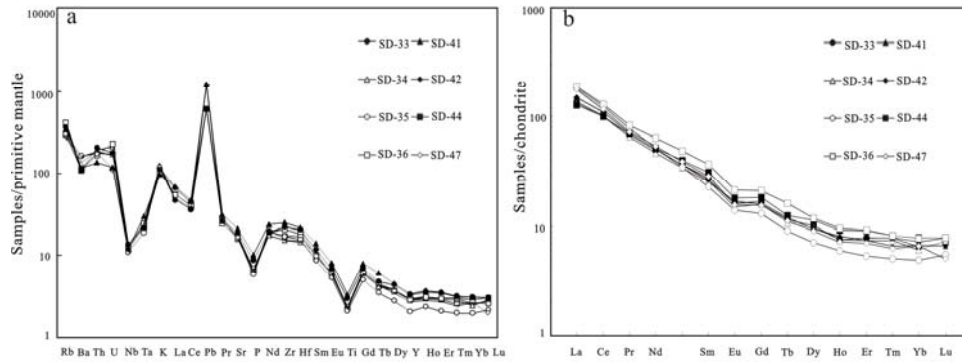 a
Samples/primitive mantle
10000
1000
100
10
1
SD-33 SD-41
SD-34 SD-42
SD-35 SD-44
SD-36 SD-47
Rb Ba Th U Nb Ta K La Ce Pb Pr Sr P Nd Zr Hf Sm Eu Ti Gd Tb Dy Y Ho Er Tm Yb Lu
b
Samples/chondrite
1000
100
10
1
SD-33 SD-41
SD-34 SD-42
SD-35 SD-44
SD-36 SD-47
La Ce Pr Nd Sm Eu Gd Tb Dy Ho Er Tm Yb Lu